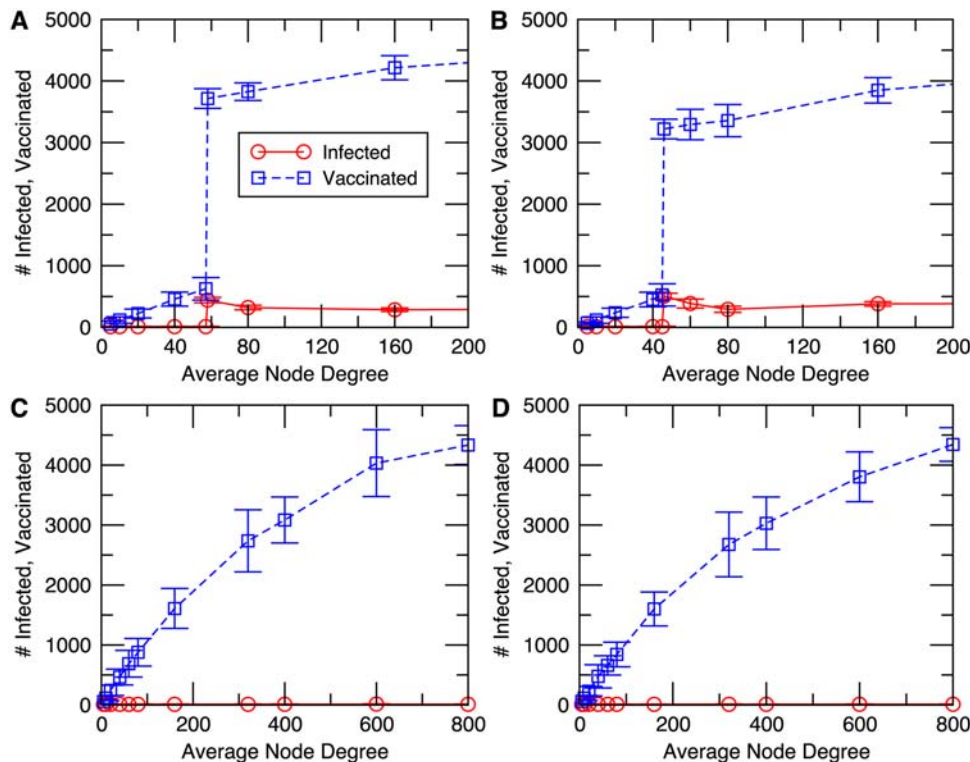 A
5000
4000
3000
2000
1000
0
# Infected, Vaccinated
Infected
Vaccinated
0 40 80 120 160 200
Average Node Degree
B
5000
4000
3000
2000
1000
0
# Infected, Vaccinated
0 40 80 120 160 200
Average Node Degree
C
5000
4000
3000
2000
1000
0
# Infected, Vaccinated
0 200 400 600 800
Average Node Degree
D
5000
4000
3000
2000
1000
0
# Infected, Vaccinated
0 200 400 600 800
Average Node Degree